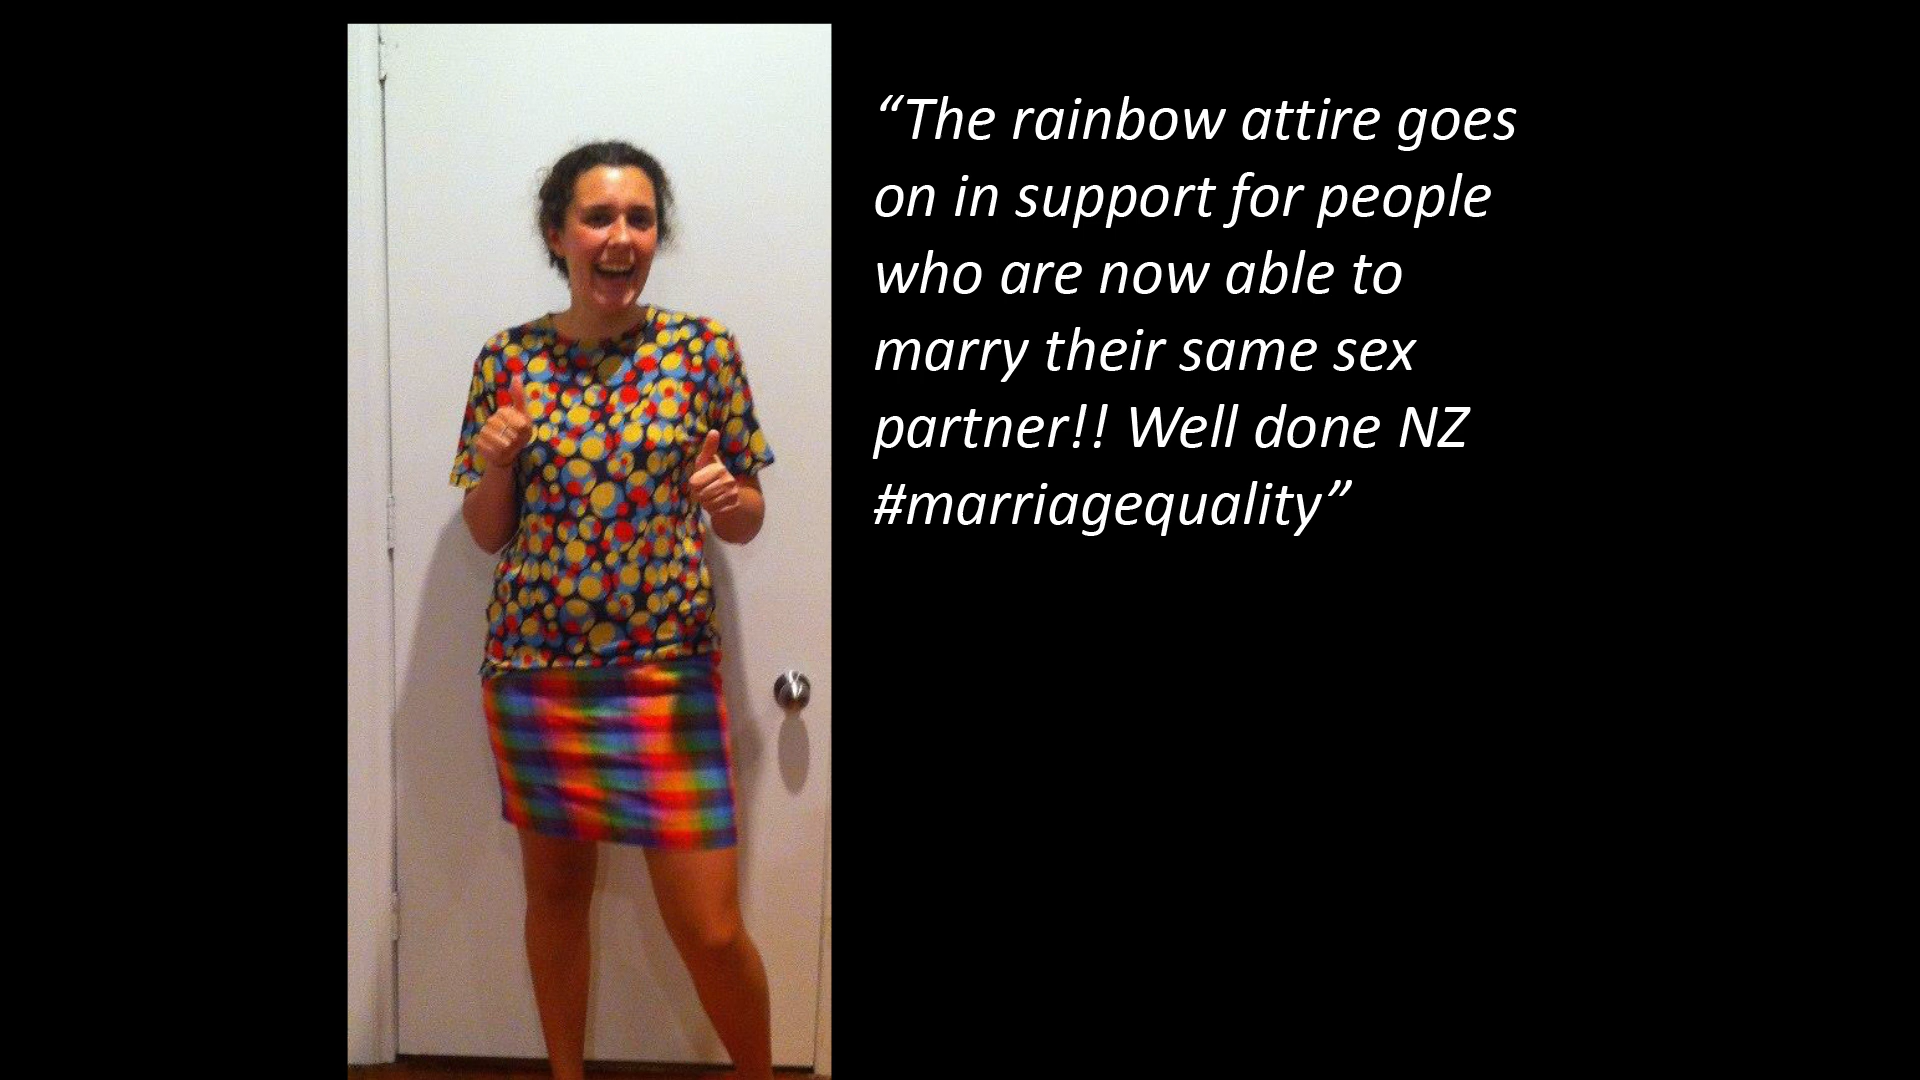 “The rainbow attire goes
on in support for people
who are now able to
marry their same sex
partner!! Well done NZ
#marriagequality”